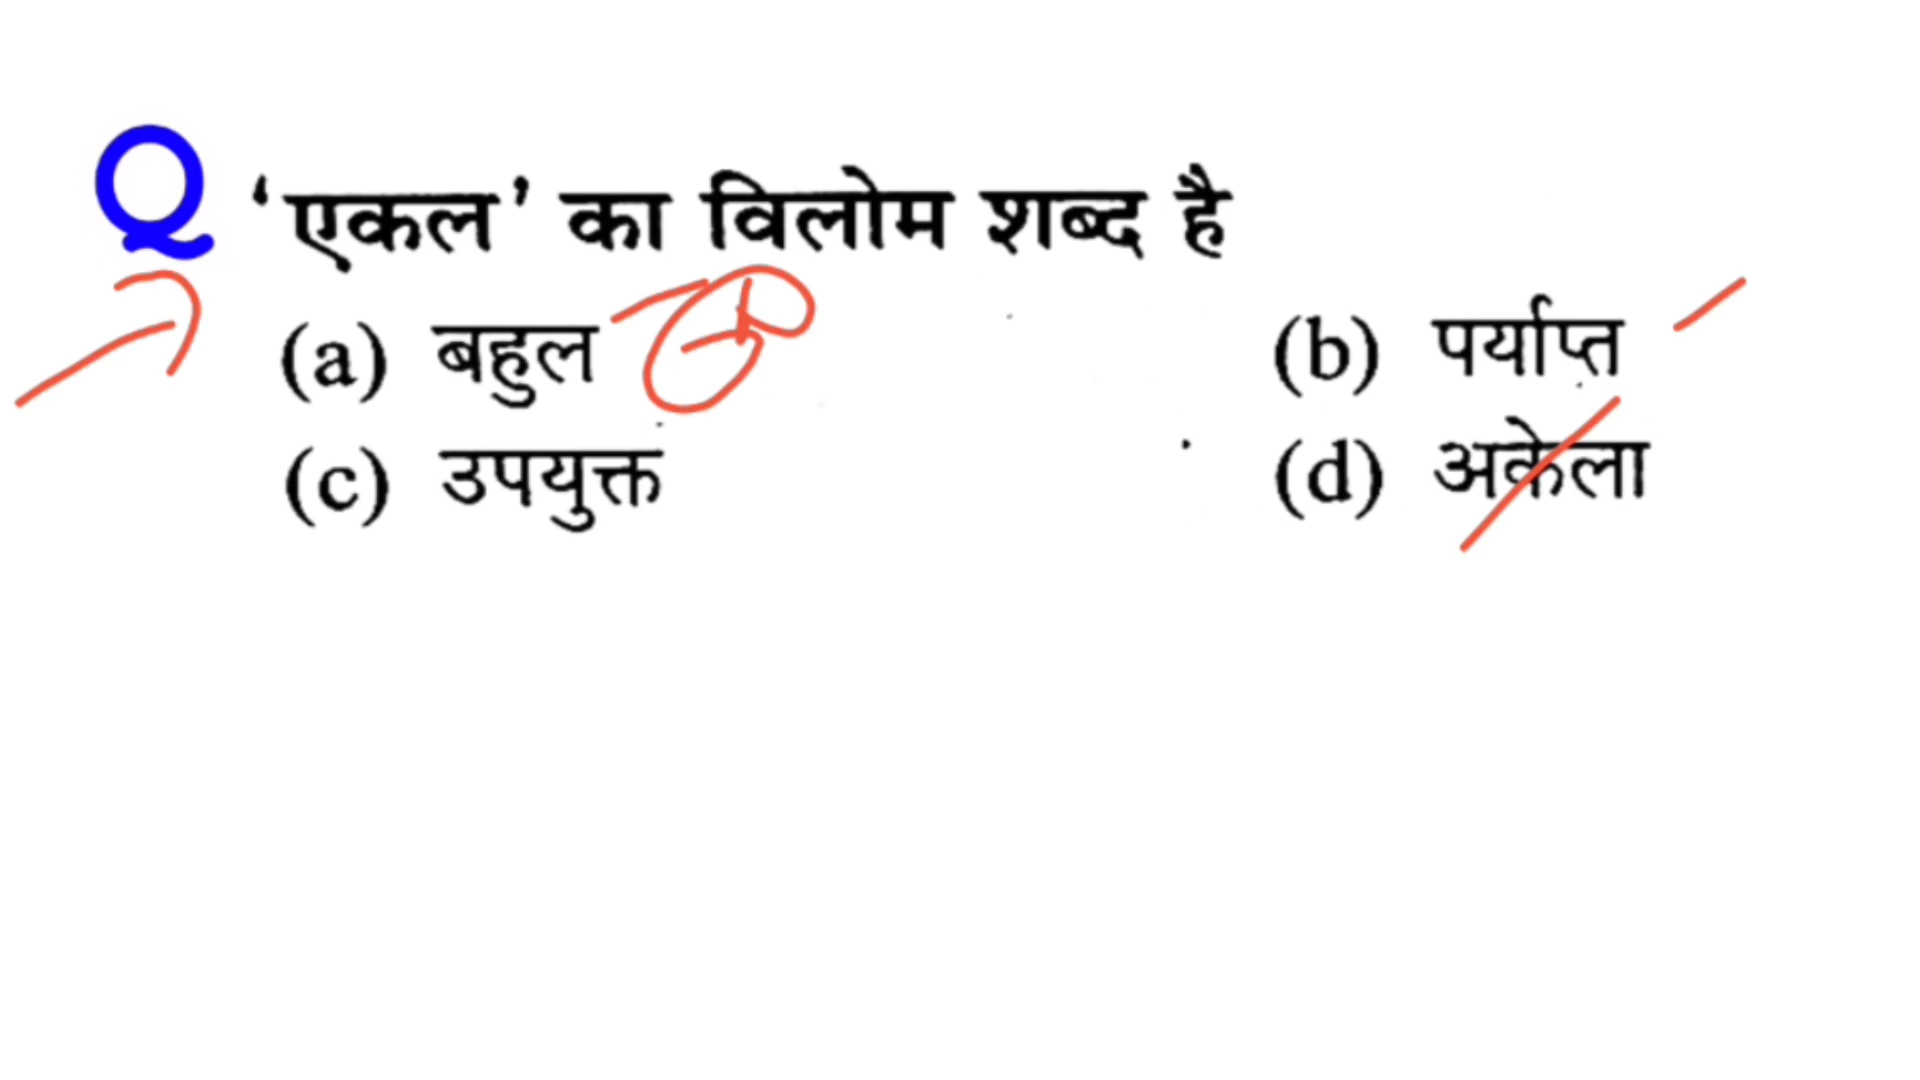 Q 'एकल' का विलोम शब्द है
(a) बहुल (b) पर्याप्त
(c) उपयुक्त (d) अकेला